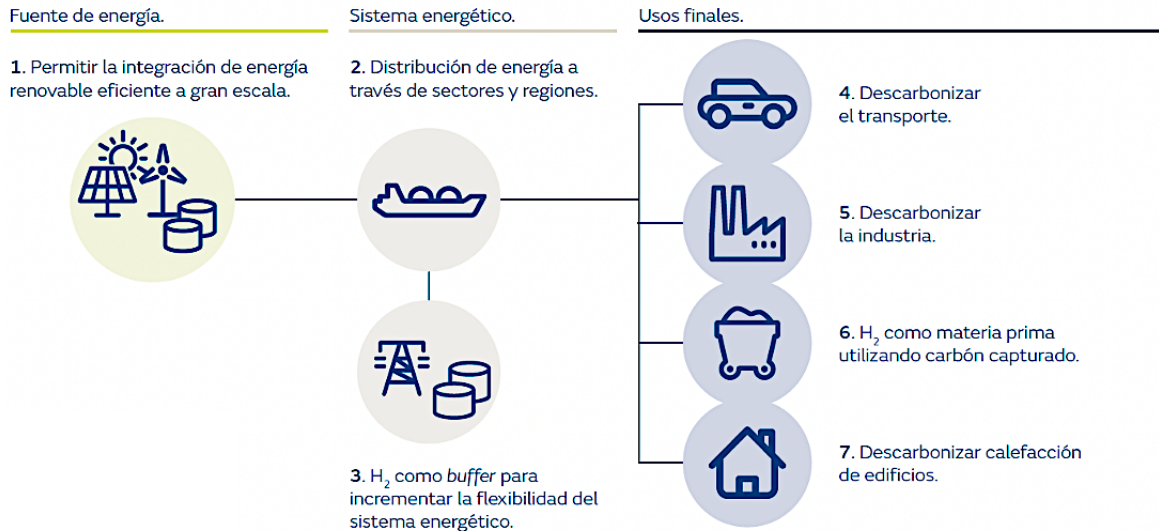 Fuente de energía.
Sistema energético.
Usos finales.
1. Permitir la integración de energía
renovable eficiente a gran escala.
2. Distribución de energía a
través de sectores y regiones.
3. H₂ como buffer para
incrementar la flexibilidad del
sistema energético.
4. Descarbonizar
el transporte.
5. Descarbonizar
la industria.
6. H₂ como materia prima
utilizando carbón capturado.
7. Descarbonizar calefacción
de edificios.